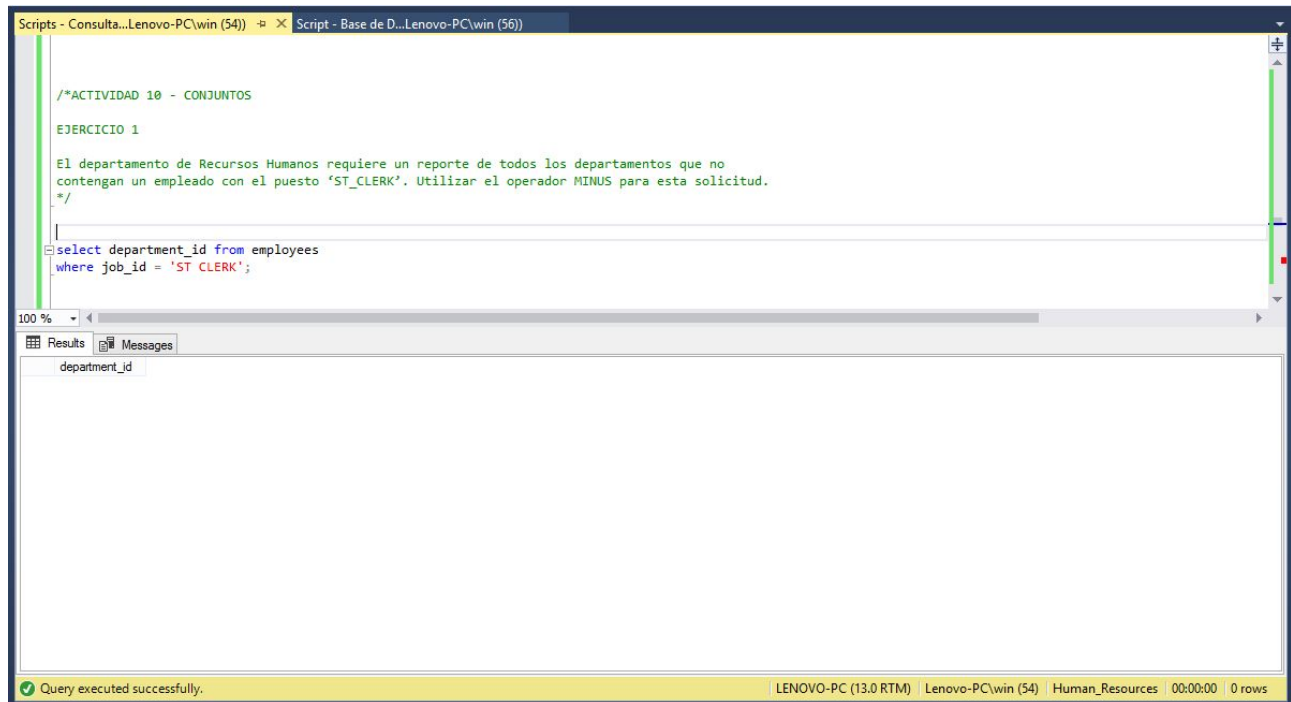 Scripts - Consulta...Lenovo-PC\win (54)) Script - Base de D...Lenovo-PC\win (56))
/*ACTIVIDAD 10 - CONJUNTOS
EJERCICIO 1
El departamento de Recursos Humanos requiere un reporte de todos los departamentos que no
contengan un empleado con el puesto ‘ST_CLERK’. Utilizar el operador MINUS para esta solicitud.
*/
select department_id from employees
where job_id = 'ST CLERK';
100 %
Results Messages
department_id
Query executed successfully. LENOVO-PC (13.0 RTM) Lenovo-PC\win (54) Human_Resources 00:00:00 0 rows